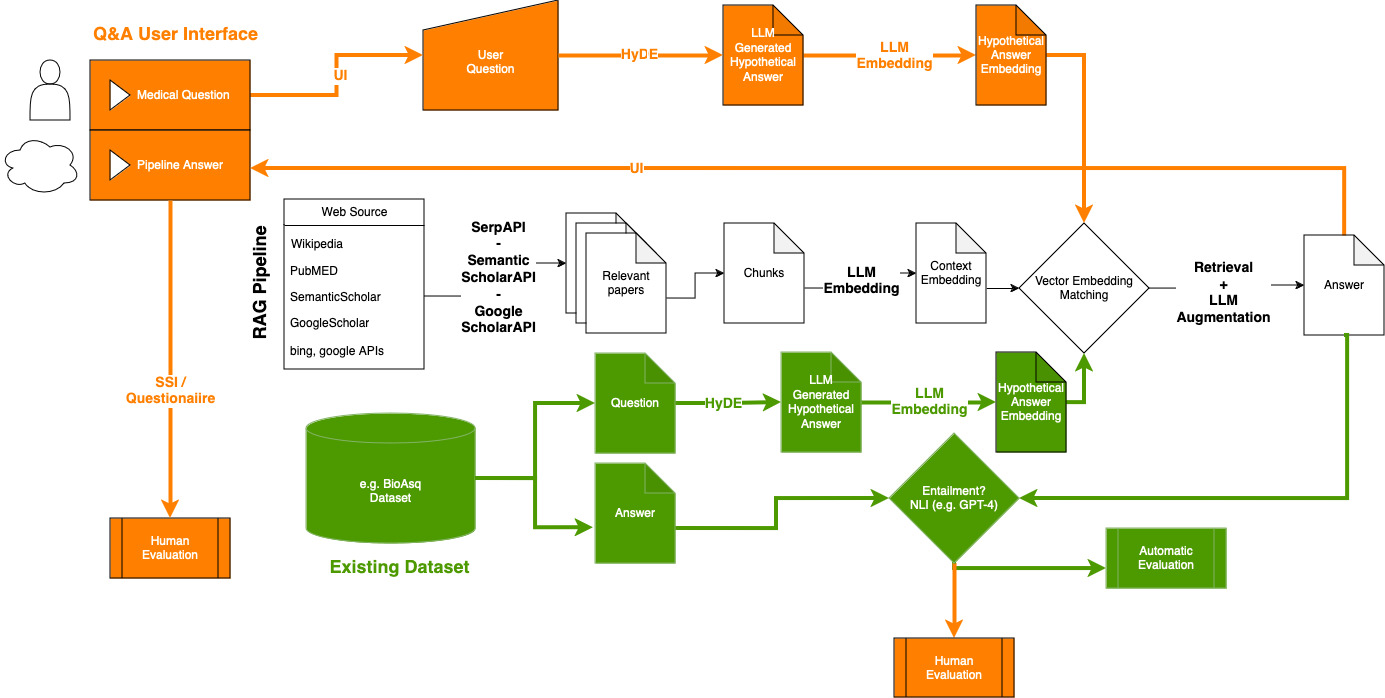 Q&A User Interface
Medical Question
Pipeline Answer
UI
User
Question
HyDE
LLM
Generated
Hypothetical
Answer
LLM
Embedding
Hypothetical
Answer
Embedding
UI
RAG Pipeline
Web Source
Wikipedia
PubMED
SemanticScholar
GoogleScholar
bing, google APIs
SerpAPI
-
Semantic
ScholarAPI
-
Google
ScholarAPI
Relevant
papers
Chunks
LLM
Embedding
Context
Embedding
Vector Embedding
Matching
Retrieval
+
LLM
Augmentation
Answer
SSI /
Questionaiire
Human
Evaluation
e.g. BioAsq
Dataset
Existing Dataset
Question
HyDE
LLM
Generated
Hypothetical
Answer
LLM
Embedding
Hypothetical
Answer
Embedding
Answer
Entailment?
NLI (e.g. GPT-4)
Automatic
Evaluation
Human
Evaluation